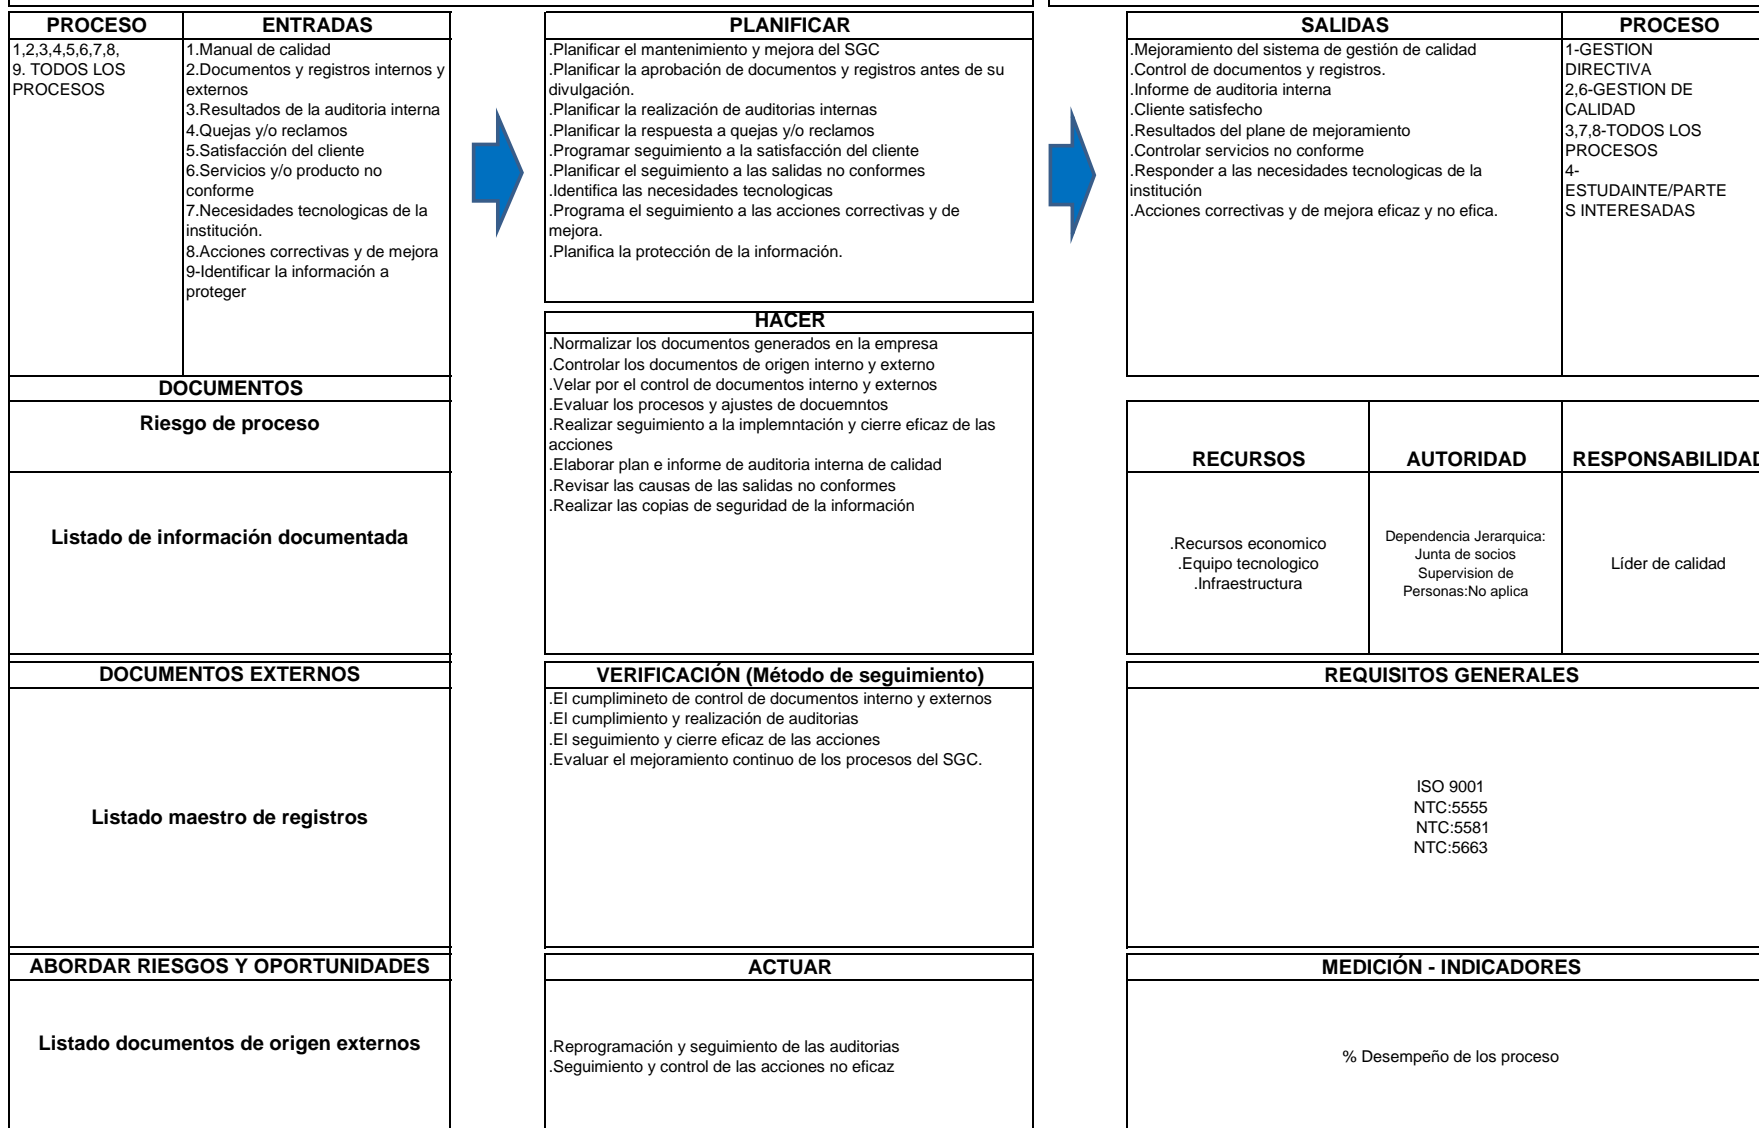 PROCESO
ENTRADAS
1,2,3,4,5,6,7,8,
9. TODOS LOS
PROCESOS
1.Manual de calidad
2.Documentos y registros internos y
externos
3.Resultados de la auditoria interna
4.Quejas y/o reclamos
5.Satisfacción del cliente
6.Servicios y/o producto no
conforme
7.Necesidades tecnologicas de la
institución.
8.Acciones correctivas y de mejora
9-Identificar la información a
proteger
PLANIFICAR
.Planificar el mantenimiento y mejora del SGC
.Planificar la aprobación de documentos y registros antes de su
divulgación.
.Planificar la realización de auditorias internas
.Planificar la respuesta a quejas y/o reclamos
.Programar seguimiento a la satisfacción del cliente
.Planificar el seguimiento a las salidas no conformes
.Identifica las necesidades tecnologicas
.Programa el seguimiento a las acciones correctivas y de
mejora.
.Planifica la protección de la información.
SALIDAS
PROCESO
.Mejoramiento del sistema de gestión de calidad
.Control de documentos y registros.
.Informe de auditoria interna
.Cliente satisfecho
.Resultados del plane de mejoramiento
.Controlar servicios no conforme
.Responder a las necesidades tecnologicas de la
institución
.Acciones correctivas y de mejora eficaz y no efica.
1-GESTION
DIRECTIVA
2,6-GESTION DE
CALIDAD
3,7,8-TODOS LOS
PROCESOS
4-
ESTUDAINTE/PARTE
S INTERESADAS
HACER
.Normalizar los documentos generados en la empresa
.Controlar los documentos de origen interno y externo
.Velar por el control de documentos interno y externos
.Evaluar los procesos y ajustes de docuemntos
.Realizar seguimiento a la implemntación y cierre eficaz de las
acciones
.Elaborar plan e informe de auditoria interna de calidad
.Revisar las causas de las salidas no conformes
.Realizar las copias de seguridad de la información
DOCUMENTOS
Riesgo de proceso
Listado de información documentada
RECURSOS
AUTORIDAD
RESPONSABILIDAD
.Recursos economico
.Equipo tecnologico
.Infraestructura
Dependencia Jerarquica:
Junta de socios
Supervision de
Personas:No aplica
Líder de calidad
DOCUMENTOS EXTERNOS
Listado maestro de registros
VERIFICACIÓN (Método de seguimiento)
.El cumplimineto de control de documentos interno y externos
.El cumplimiento y realización de auditorias
.El seguimiento y cierre eficaz de las acciones
.Evaluar el mejoramiento continuo de los procesos del SGC.
REQUISITOS GENERALES
ISO 9001
NTC:5555
NTC:5581
NTC:5663
ABORDAR RIESGOS Y OPORTUNIDADES
Listado documentos de origen externos
ACTUAR
.Reprogramación y seguimiento de las auditorias
.Seguimiento y control de las acciones no eficaz
MEDICIÓN - INDICADORES
% Desempeño de los proceso